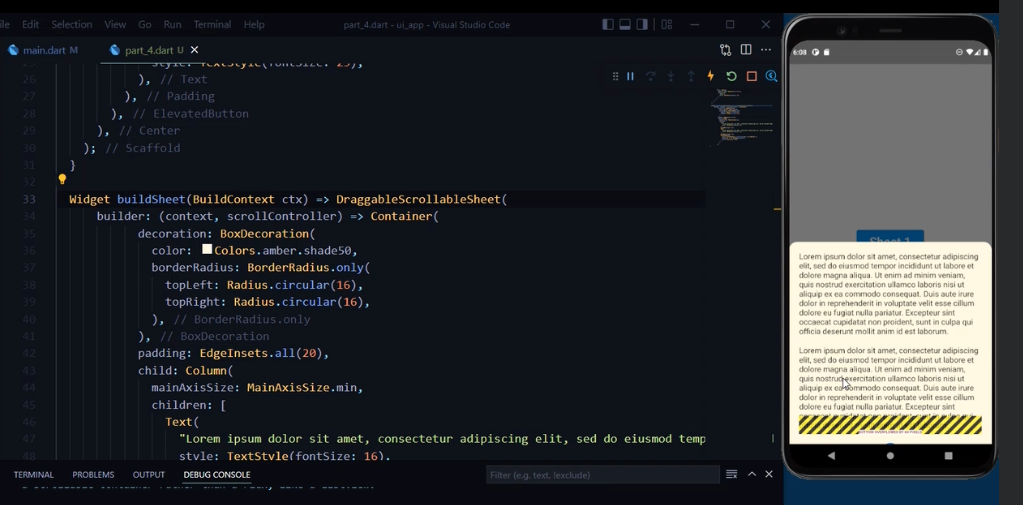 le Edit Selection View Go Run Terminal Help part_4.dart - ui_app - Visual Studio Code
main.dart M part_4.dart U
style: TextStyle(fontSize: 25),
26 ), // Text
27 ), // Padding
28 ), // ElevatedButton
29 ), // Center
30 ); // Scaffold
31 }
32
33 Widget buildSheet(BuildContext ctx) => DraggableScrollableSheet(
34 builder: (context, scrollController) => Container(
35 decoration: BoxDecoration(
36 color: Colors.amber.shade50,
37 borderRadius: BorderRadius.only(
38 topLeft: Radius.circular(16),
39 topRight: Radius.circular(16),
40 ), // BorderRadius.only
41 ), // BoxDecoration
42 padding: EdgeInsets.all(20),
43 child: Column(
44 mainAxisSize: MainAxisSize.min,
45 children: [
46 Text(
47 "Lorem ipsum dolor sit amet, consectetur adipiscing elit, sed do eiusmod temp
48 style: TextStyle(fontSize: 16),
TERMINAL PROBLEMS OUTPUT DEBUG CONSOLE Filter (e.g. text, !exclude)
6:08
Sheet 1
Lorem ipsum dolor sit amet, consectetur adipiscing
elit, sed do eiusmod tempor incididunt ut labore et
dolore magna aliqua. Ut enim ad minim veniam,
quis nostrud exercitation ullamco laboris nisi ut
aliquip ex ea commodo consequat. Duis aute irure
dolor in reprehenderit in voluptate velit esse cillum
dolore eu fugiat nulla pariatur. Excepteur sint
occaecat cupidatat non proident, sunt in culpa qui
officia deserunt mollit anim id est laborum.
Lorem ipsum dolor sit amet, consectetur adipiscing
elit, sed do eiusmod tempor incididunt ut labore et
dolore magna aliqua. Ut enim ad minim veniam,
quis nostrud exercitation ullamco laboris nisi ut
aliquip ex ea commodo consequat. Duis aute irure
dolor in reprehenderit in voluptate velit esse cillum
dolore eu fugiat nulla pariatur. Excepteur sint